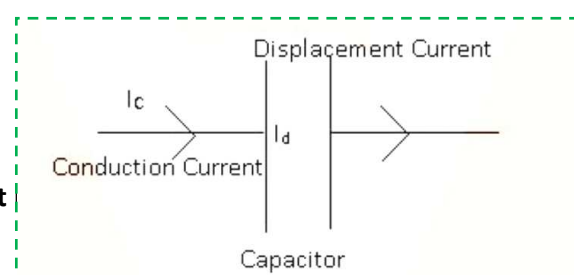 Displacement Current
Ic
Id
Conduction Current
t
Capacitor